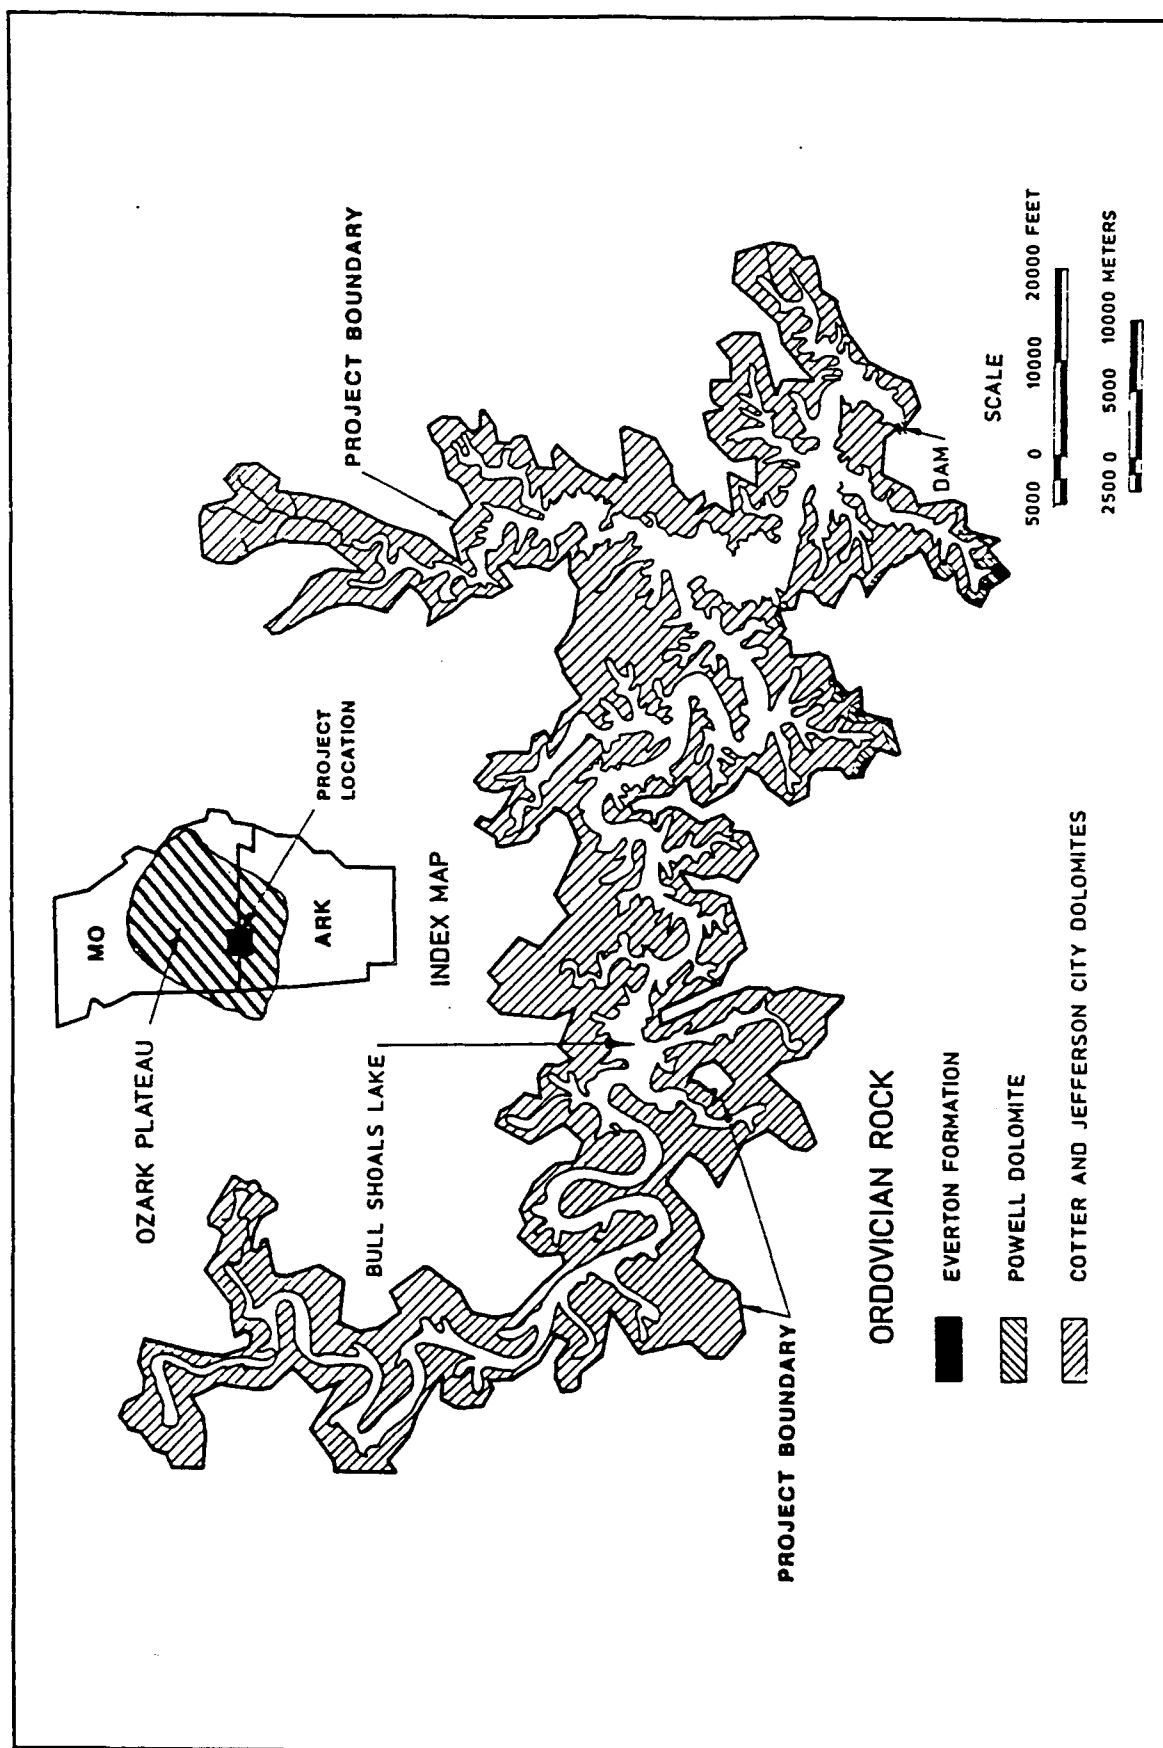 MO
ARK
OZARK PLATEAU
PROJECT
LOCATION
INDEX MAP
BULL SHOALS LAKE
PROJECT BOUNDARY
PROJECT BOUNDARY
DAM
ORDOVICIAN ROCK
EVERTON FORMATION
POWELL DOLOMITE
COTTER AND JEFFERSON CITY DOLOMITES
SCALE
5000 0 10000 20000 FEET
2500 0 5000 10000 METERS